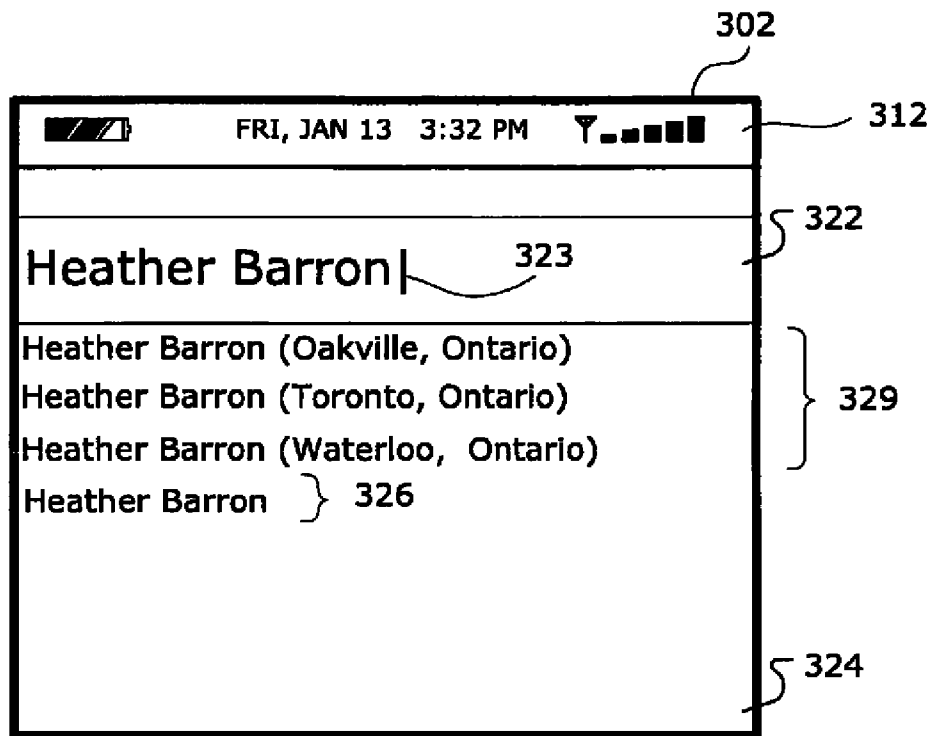 302
FRI, JAN 13 3:32 PM 312
322
Heather Barron 323
Heather Barron (Oakville, Ontario)
Heather Barron (Toronto, Ontario) 329
Heather Barron (Waterloo, Ontario)
Heather Barron 326
324